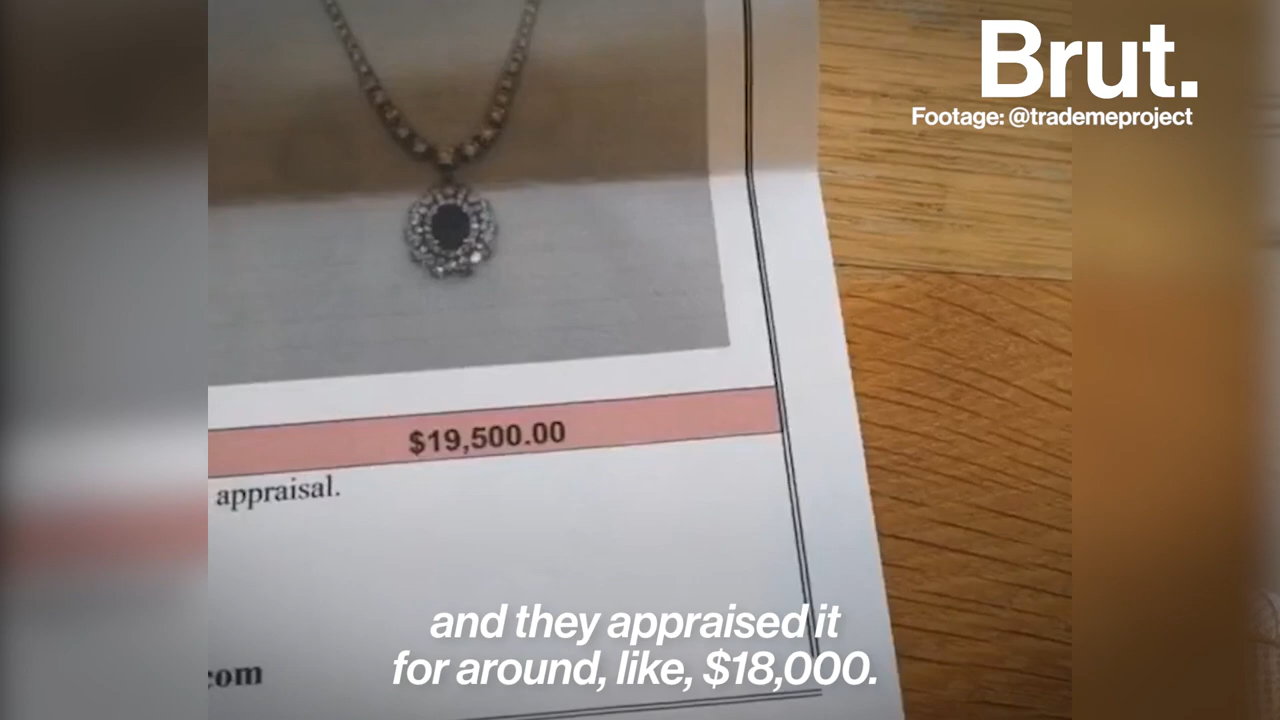 Brut.
Footage: @trademeproject
$19,500.00
appraisal.
and they appraised it
for around, like, $18,000.
com